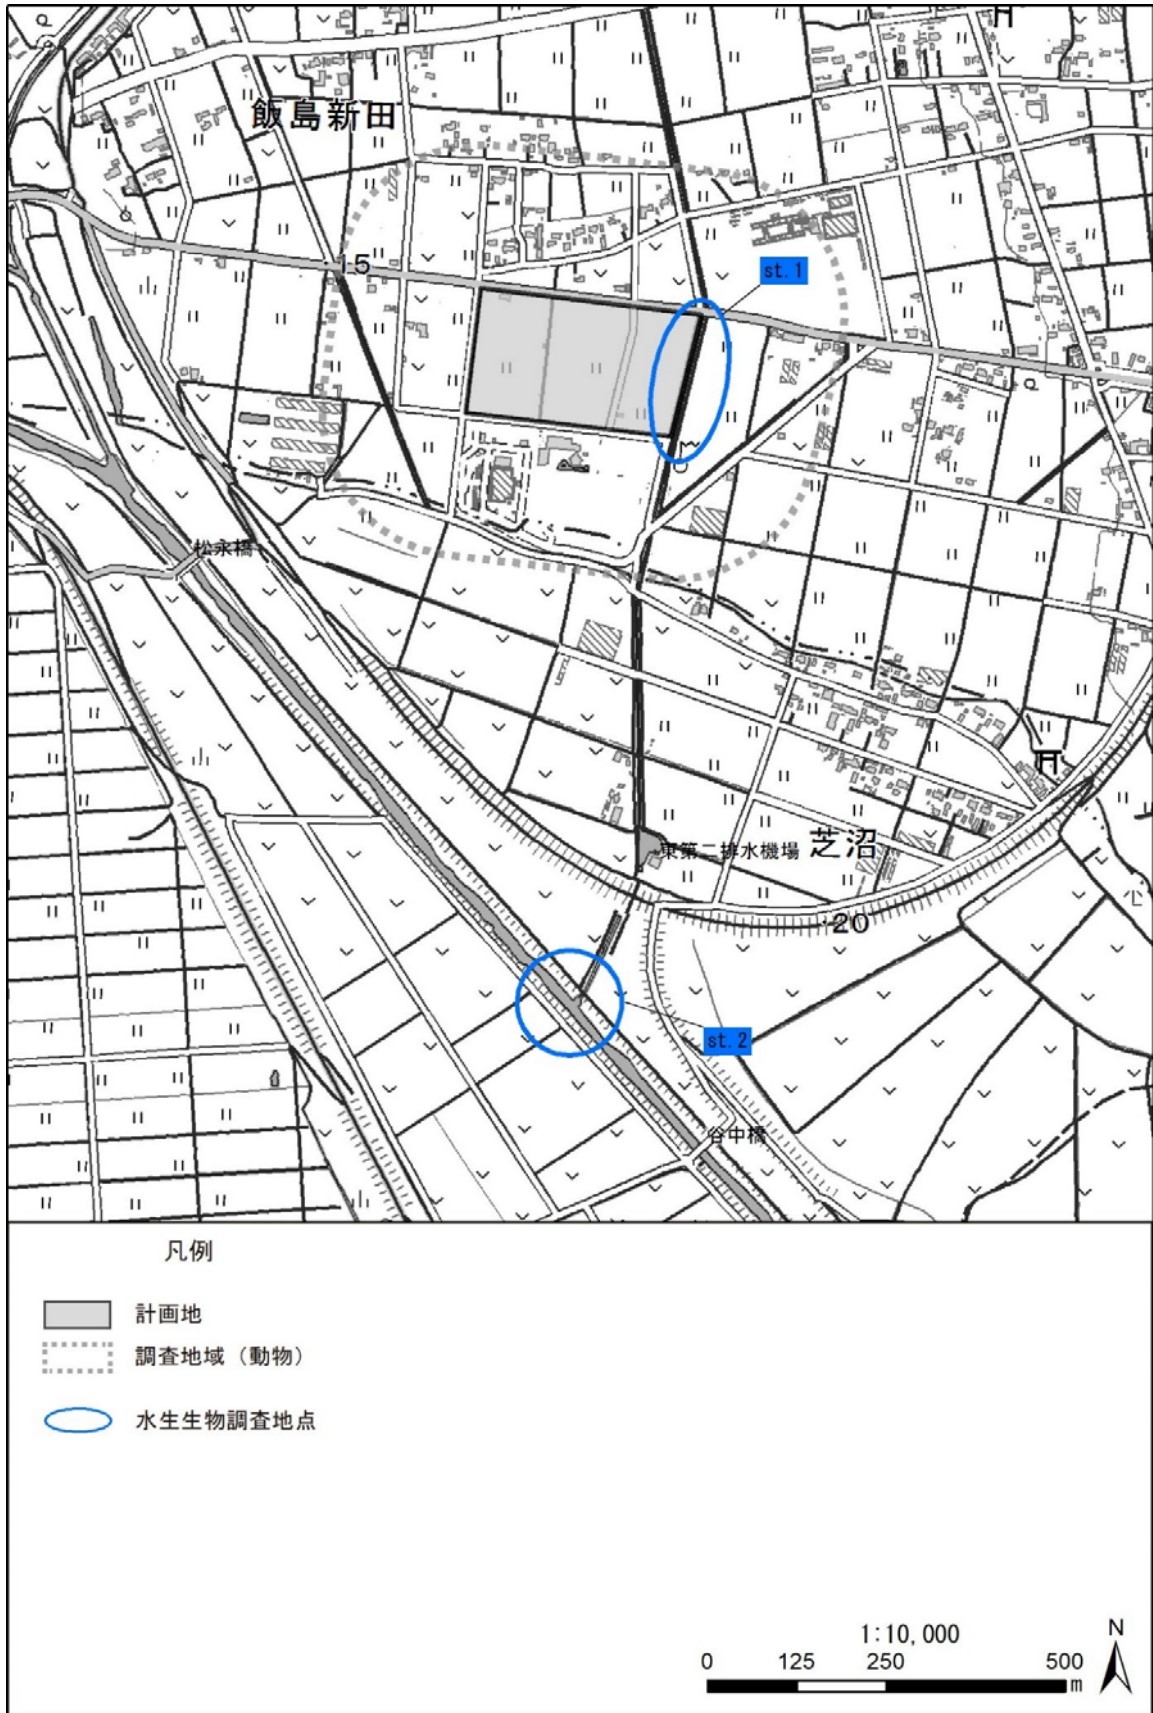 飯島新田
15
st.1
松永橋
東第二排水機場
芝沼
20
st.2
谷中橋
凡例
計画地
調査地域（動物）
水生生物調査地点
1:10,000
N
0 125 250 500
m